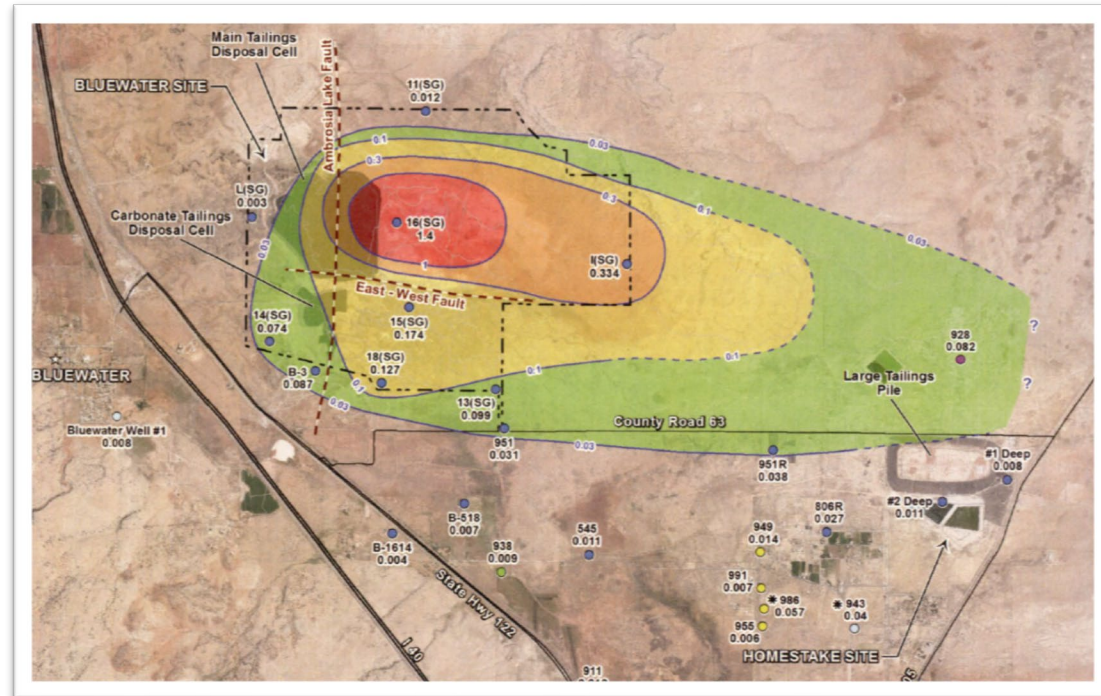 Main Tailings
Disposal Cell
BLUEWATER SITE
Ambrosia Lake Fault
11(SG)
0.012
0.1
0.03
0.3
L(SG)
0.003
0.3
0.1
Carbonate Tailings
Disposal Cell
16(SG)
1.4
0.03
0.03
1
I(SG)
0.334
East - West Fault
14(SG)
0.074
15(SG)
0.174
?
928
0.082
BLUEWATER
B-3
0.087
18(SG)
0.127
0.1
0.1
0.1
Large Tailings
Pile
?
0.03
13(SG)
0.099
Bluewater Well #1
0.008
County Road 63
951
0.031
0.03
951R
0.038
#1 Deep
0.008
#2 Deep
0.011
B-518
0.007
806R
0.027
B-1614
0.004
545
0.011
949
0.014
938
0.009
991
0.007
986
0.057
943
0.04
955
0.006
State Hwy 122
I 40
HOMESTAKE SITE
911